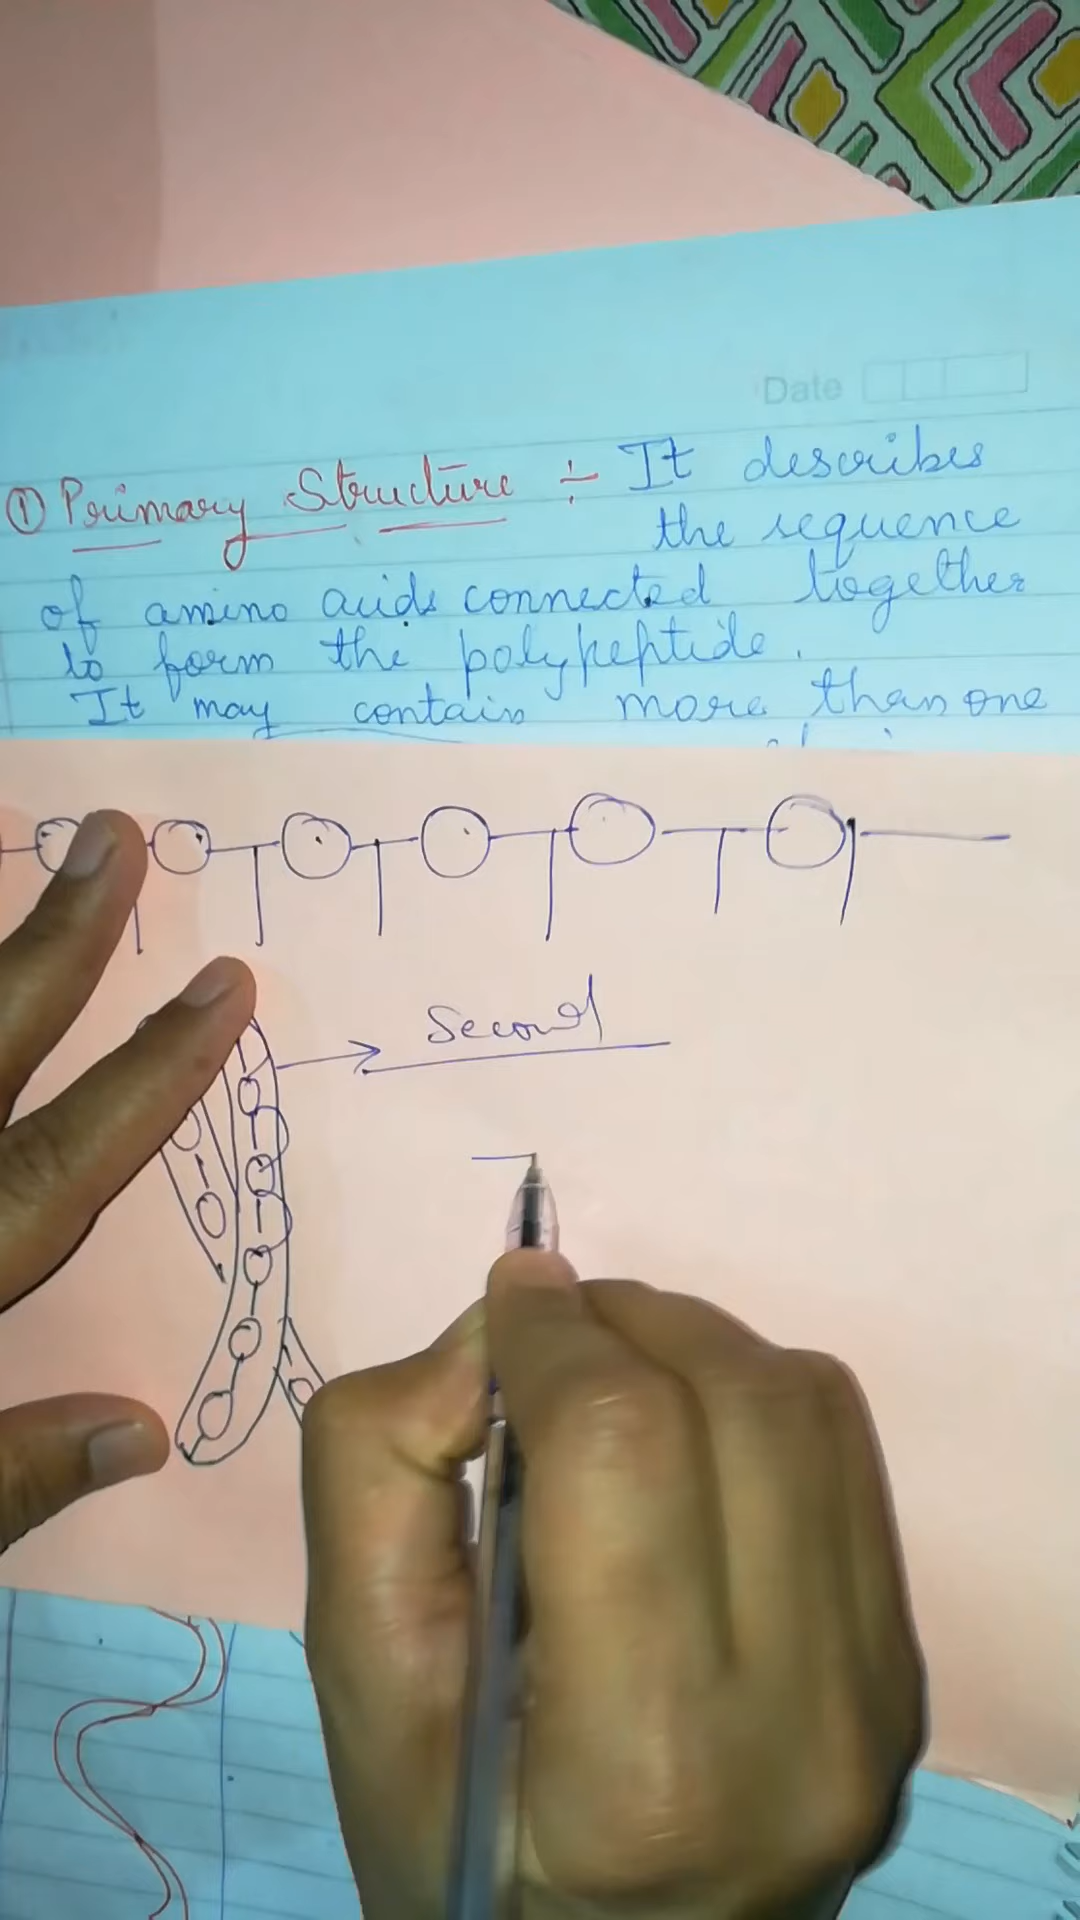 Date
① Primary Structure ÷ It describes
the sequence
of amino acids connected together
to form the polypeptide.
It may contain more than one
Second